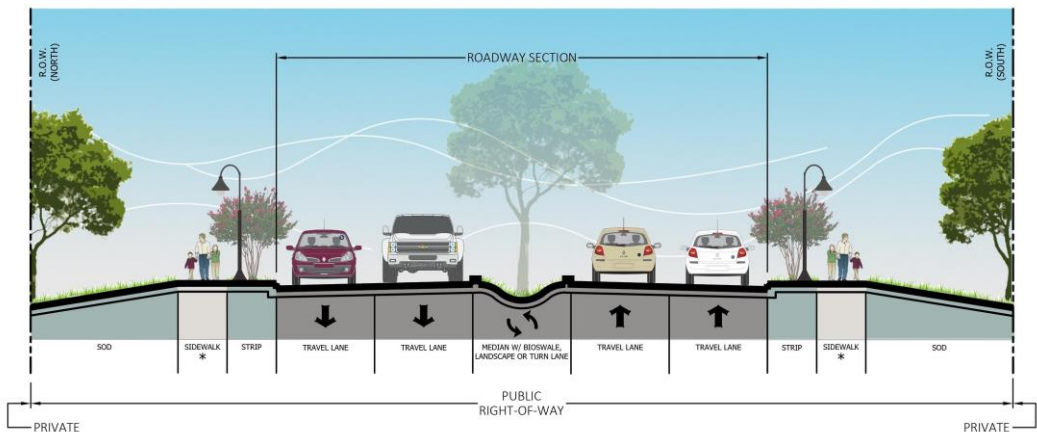 ROADWAY SECTION
R.O.W.
(NORTH)
R.O.W.
(SOUTH)
SOD
SIDEWALK
*
STRIP
TRAVEL LANE
TRAVEL LANE
MEDIAN W/ BIOSWALE,
LANDSCAPE OR TURN LANE
TRAVEL LANE
TRAVEL LANE
STRIP
SIDEWALK
*
SOD
PUBLIC
RIGHT-OF-WAY
PRIVATE
PRIVATE